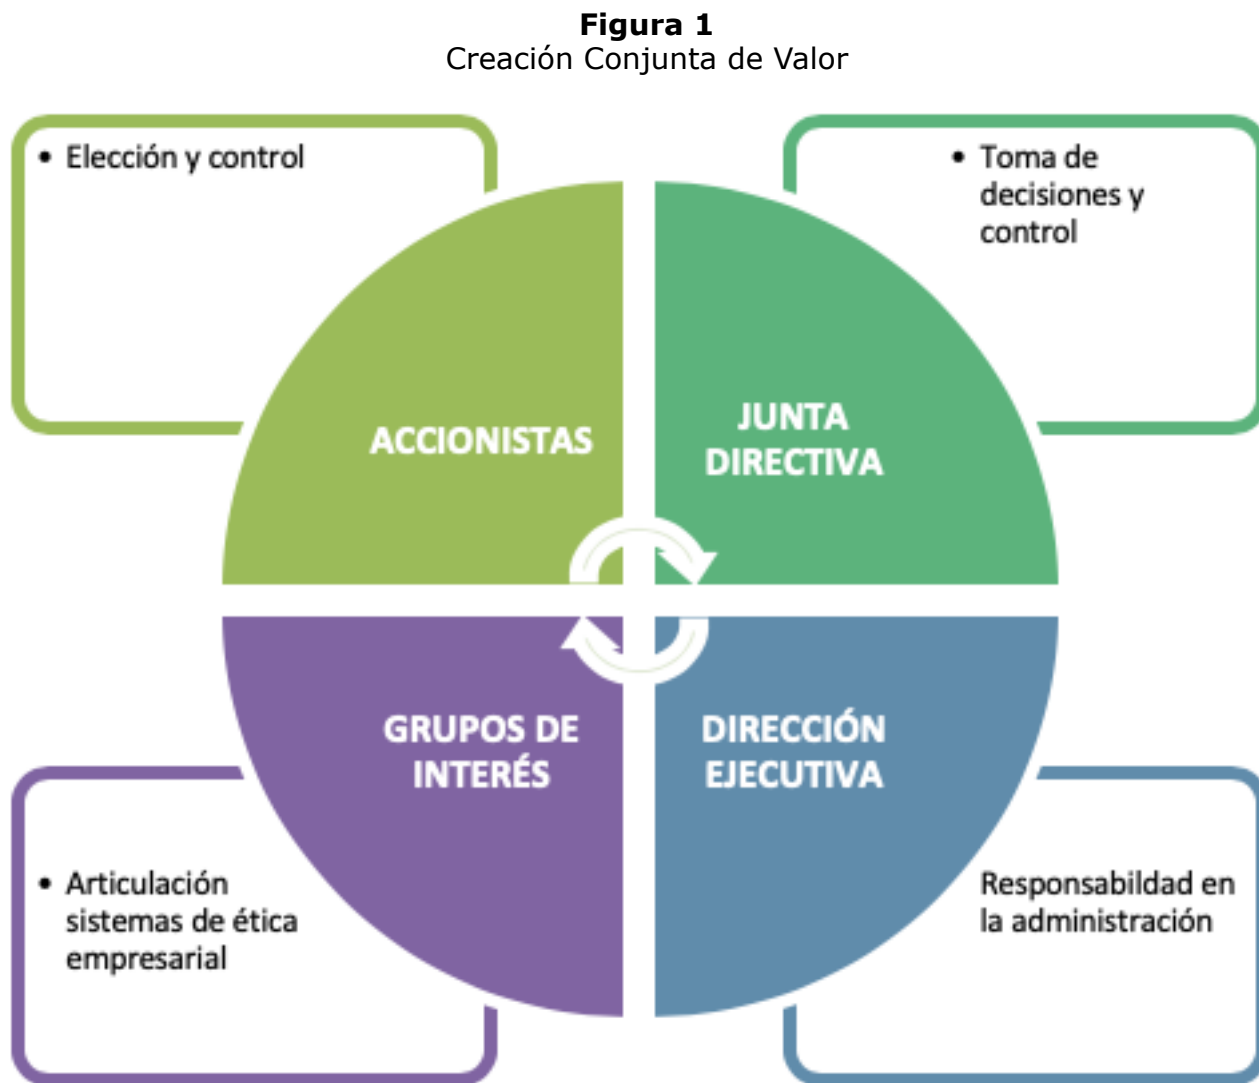 Figura 1
Creación Conjunta de Valor
• Elección y control
• Toma de
decisiones y
control
ACCIONISTAS
JUNTA
DIRECTIVA
GRUPOS DE
INTERÉS
DIRECCIÓN
EJECUTIVA
• Articulación
sistemas de ética
empresarial
Responsabildad en
la administración